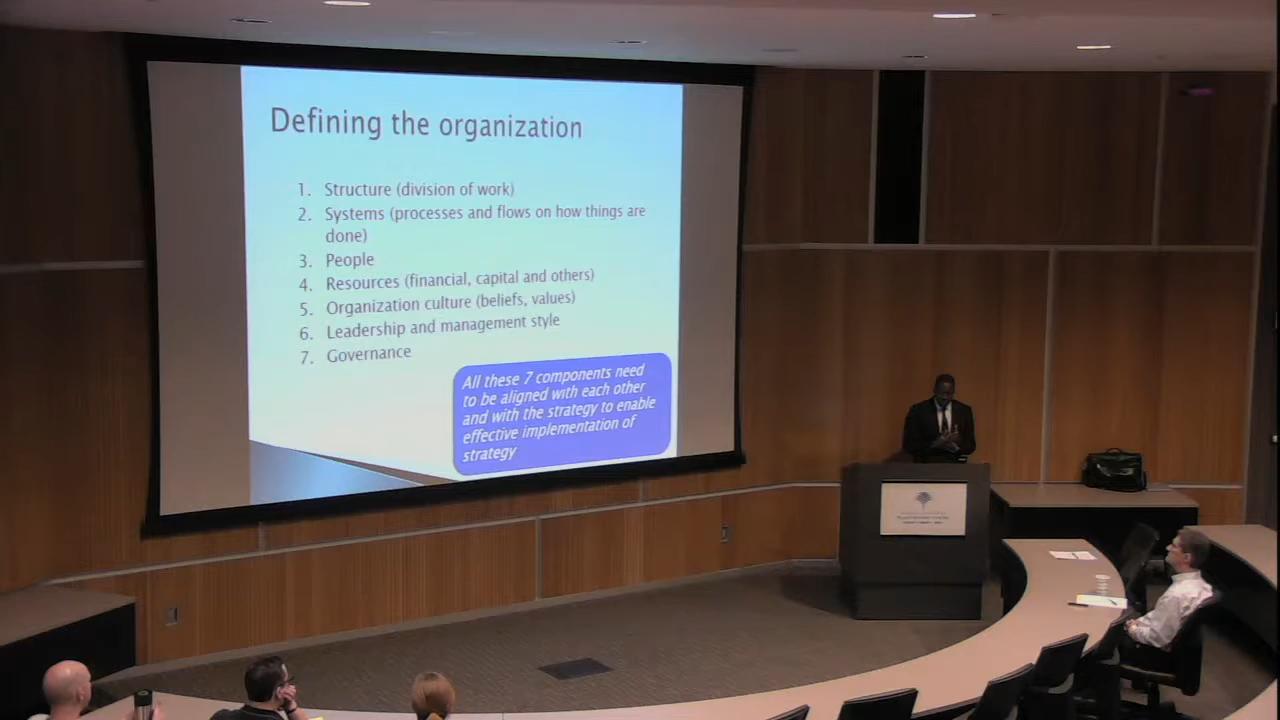 Defining the organization
1. Structure (division of work)
2. Systems (processes and flows on how things are
done)
3. People
4. Resources (financial, capital and others)
5. Organization culture (beliefs, values)
6. Leadership and management style
7. Governance
All these 7 components need
to be aligned with each other
and with the strategy to enable
effective implementation of
strategy